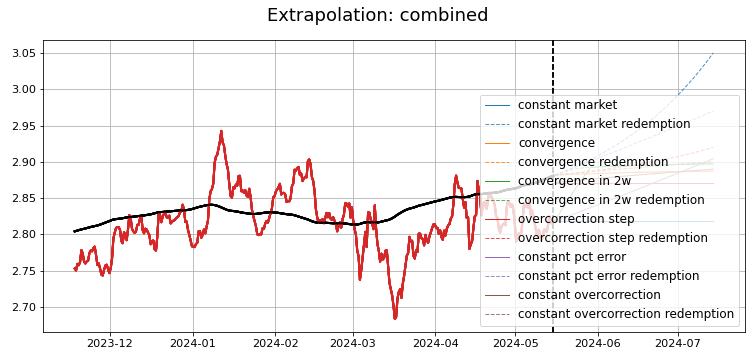 Extrapolation: combined
3.05
3.00
2.95
2.90
2.85
2.80
2.75
2.70
constant market
constant market redemption
convergence
convergence redemption
convergence in 2w
convergence in 2w redemption
overcorrection step
overcorrection step redemption
constant pct error
constant pct error redemption
constant overcorrection
constant overcorrection redemption
2023-12 2024-01 2024-02 2024-03 2024-04 2024-05 2024-06 2024-07